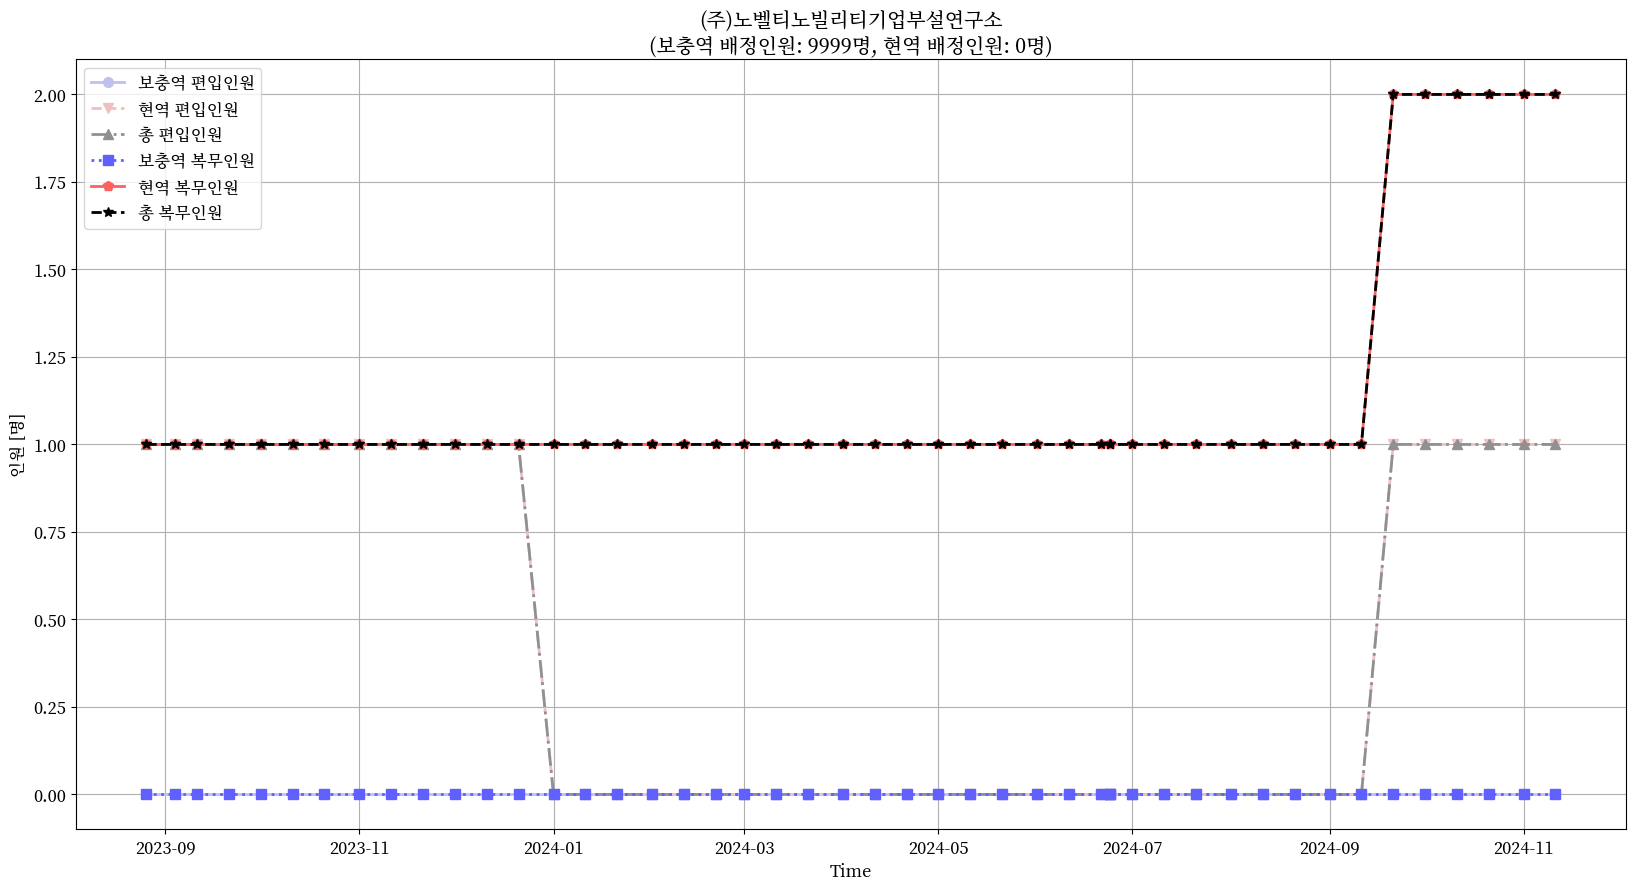 (주)노벨티노빌리티기업부설연구소
(보충역 배정인원: 9999명, 현역 배정인원: 0명)
보충역 편입인원
현역 편입인원
총 편입인원
보충역 복무인원
현역 복무인원
총 복무인원
인원 [명]
2.00
1.75
1.50
1.25
1.00
0.75
0.50
0.25
0.00
2023-09
2023-11
2024-01
2024-03
2024-05
2024-07
2024-09
2024-11
Time